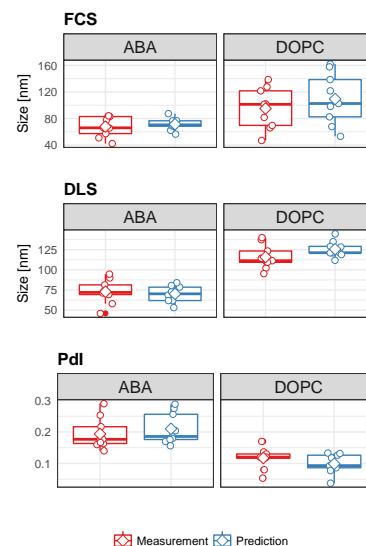 FCS
ABA DOPC
Size [nm]
160
120
80
40
DLS
ABA DOPC
Size [nm]
125
100
75
50
PdI
ABA DOPC
0.3
0.2
0.1
Measurement Prediction